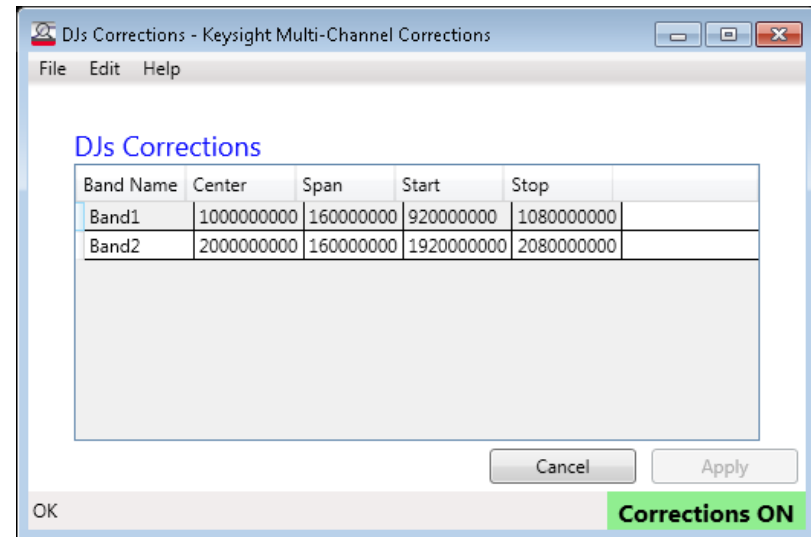 DJs Corrections - Keysight Multi-Channel Corrections
File Edit Help
DJs Corrections
Band Name Center Span Start Stop
Band1 1000000000 160000000 920000000 1080000000
Band2 2000000000 160000000 1920000000 2080000000
Cancel Apply
OK Corrections ON